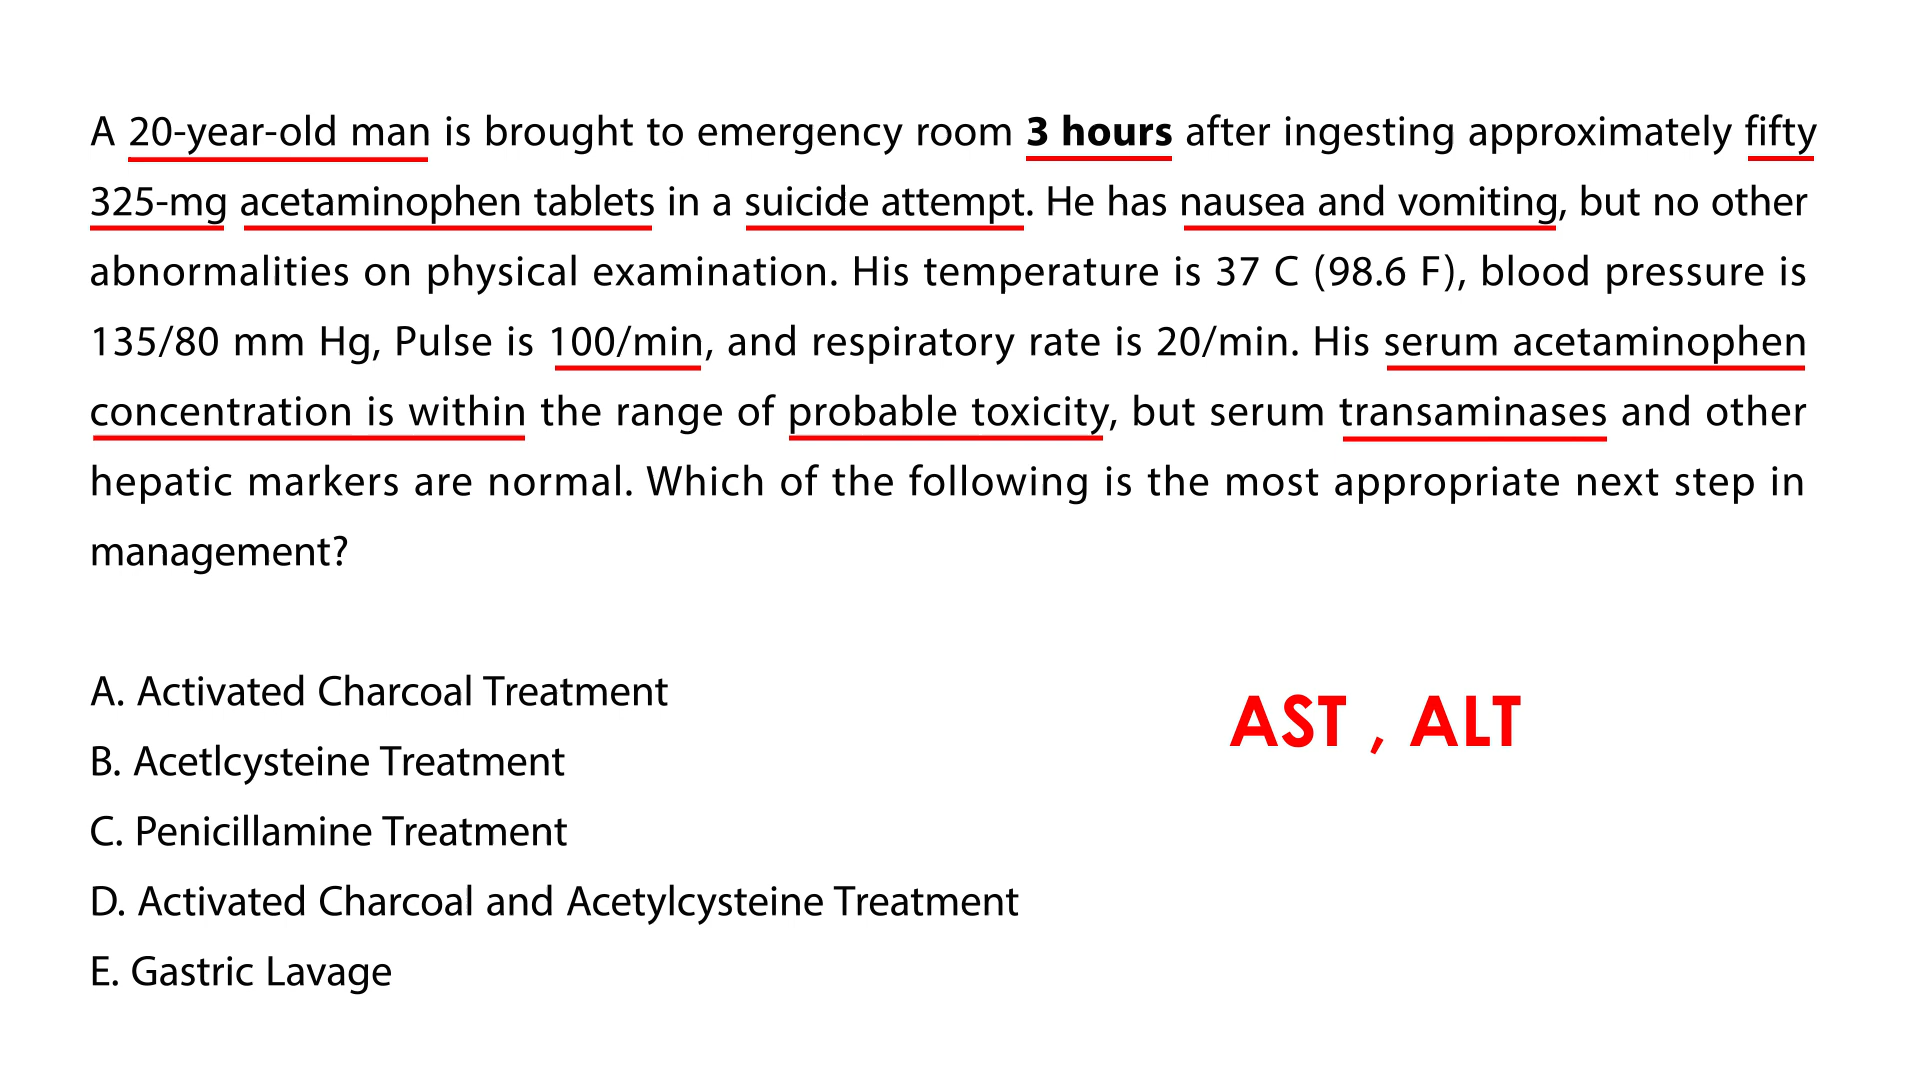 A 20-year-old man is brought to emergency room 3 hours after ingesting approximately fifty
325-mg acetaminophen tablets in a suicide attempt. He has nausea and vomiting, but no other
abnormalities on physical examination. His temperature is 37 C (98.6 F), blood pressure is
135/80 mm Hg, Pulse is 100/min, and respiratory rate is 20/min. His serum acetaminophen
concentration is within the range of probable toxicity, but serum transaminases and other
hepatic markers are normal. Which of the following is the most appropriate next step in
management?
A. Activated Charcoal Treatment
B. Acetlcysteine Treatment
C. Penicillamine Treatment
D. Activated Charcoal and Acetylcysteine Treatment
E. Gastric Lavage
AST , ALT